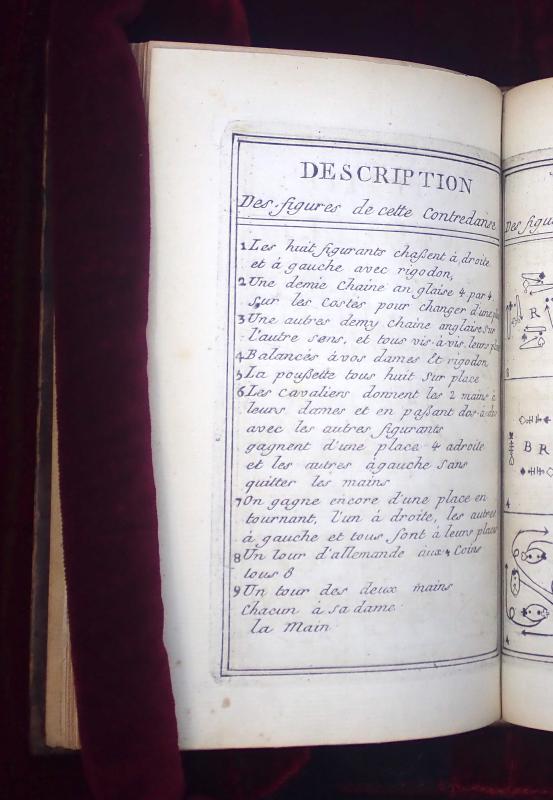 DESCRIPTION
Des figures de cette Contredanse
1 Les huit figurants chaßent á droite
et á gauche avec rigodon,
2 Une demie chaine anglaise 4 par 4
sur les costés pour changer d'une
3 Une autres demy chaine anglaise sur
l'autre sens, et tous vis-à-vis leurs
4 Balancés á vos dames Et rigodon
5 La poußette tous huit sur place
6 Les Cavaliers donnent les 2 mains á
leurs dames et en paßant dos-a-dos
avec les autres figurants
gagnent d'une place 4 adroite
et les autres ágauche sans
quitter les mains
7 On gagne encore d'une place en
tournant, l'un á droite, les autres
á gauche et tous sont á leurs places
8 Un tour d'allemande aux 4 Coins
tous 8
9 Un tour des deux mains
Chacun á sa dame
la Main
Des figu
R
8
B R
4
4